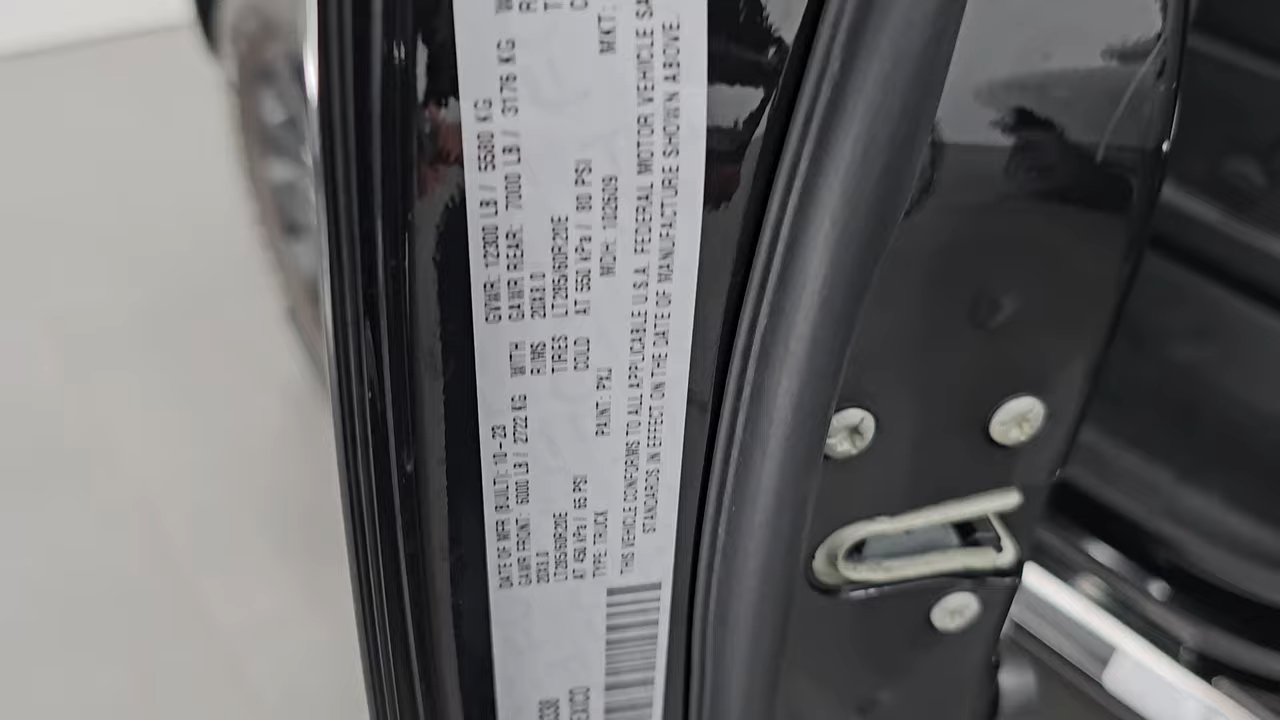 DATE OF MFR (BUILT): 10-23 GVWR: 12300 LB / 5580 KG
GAWR FRONT: 6000 LB / 2722 KG WITH GAWR REAR: 7000 LB / 3176 KG
20X8.0 RIMS 20X8.0
LT285/60R20E TIRES LT285/60R20E
AT 450 kPa / 65 PSI COLD AT 550 kPa / 80 PSI
TYPE: TRUCK PAINT: PXJ MDH: 102609 MKT:
THIS VEHICLE CONFORMS TO ALL APPLICABLE U.S.A. FEDERAL MOTOR VEHICLE SA
STANDARDS IN EFFECT ON THE DATE OF MANUFACTURE SHOWN ABOVE.
EXICO